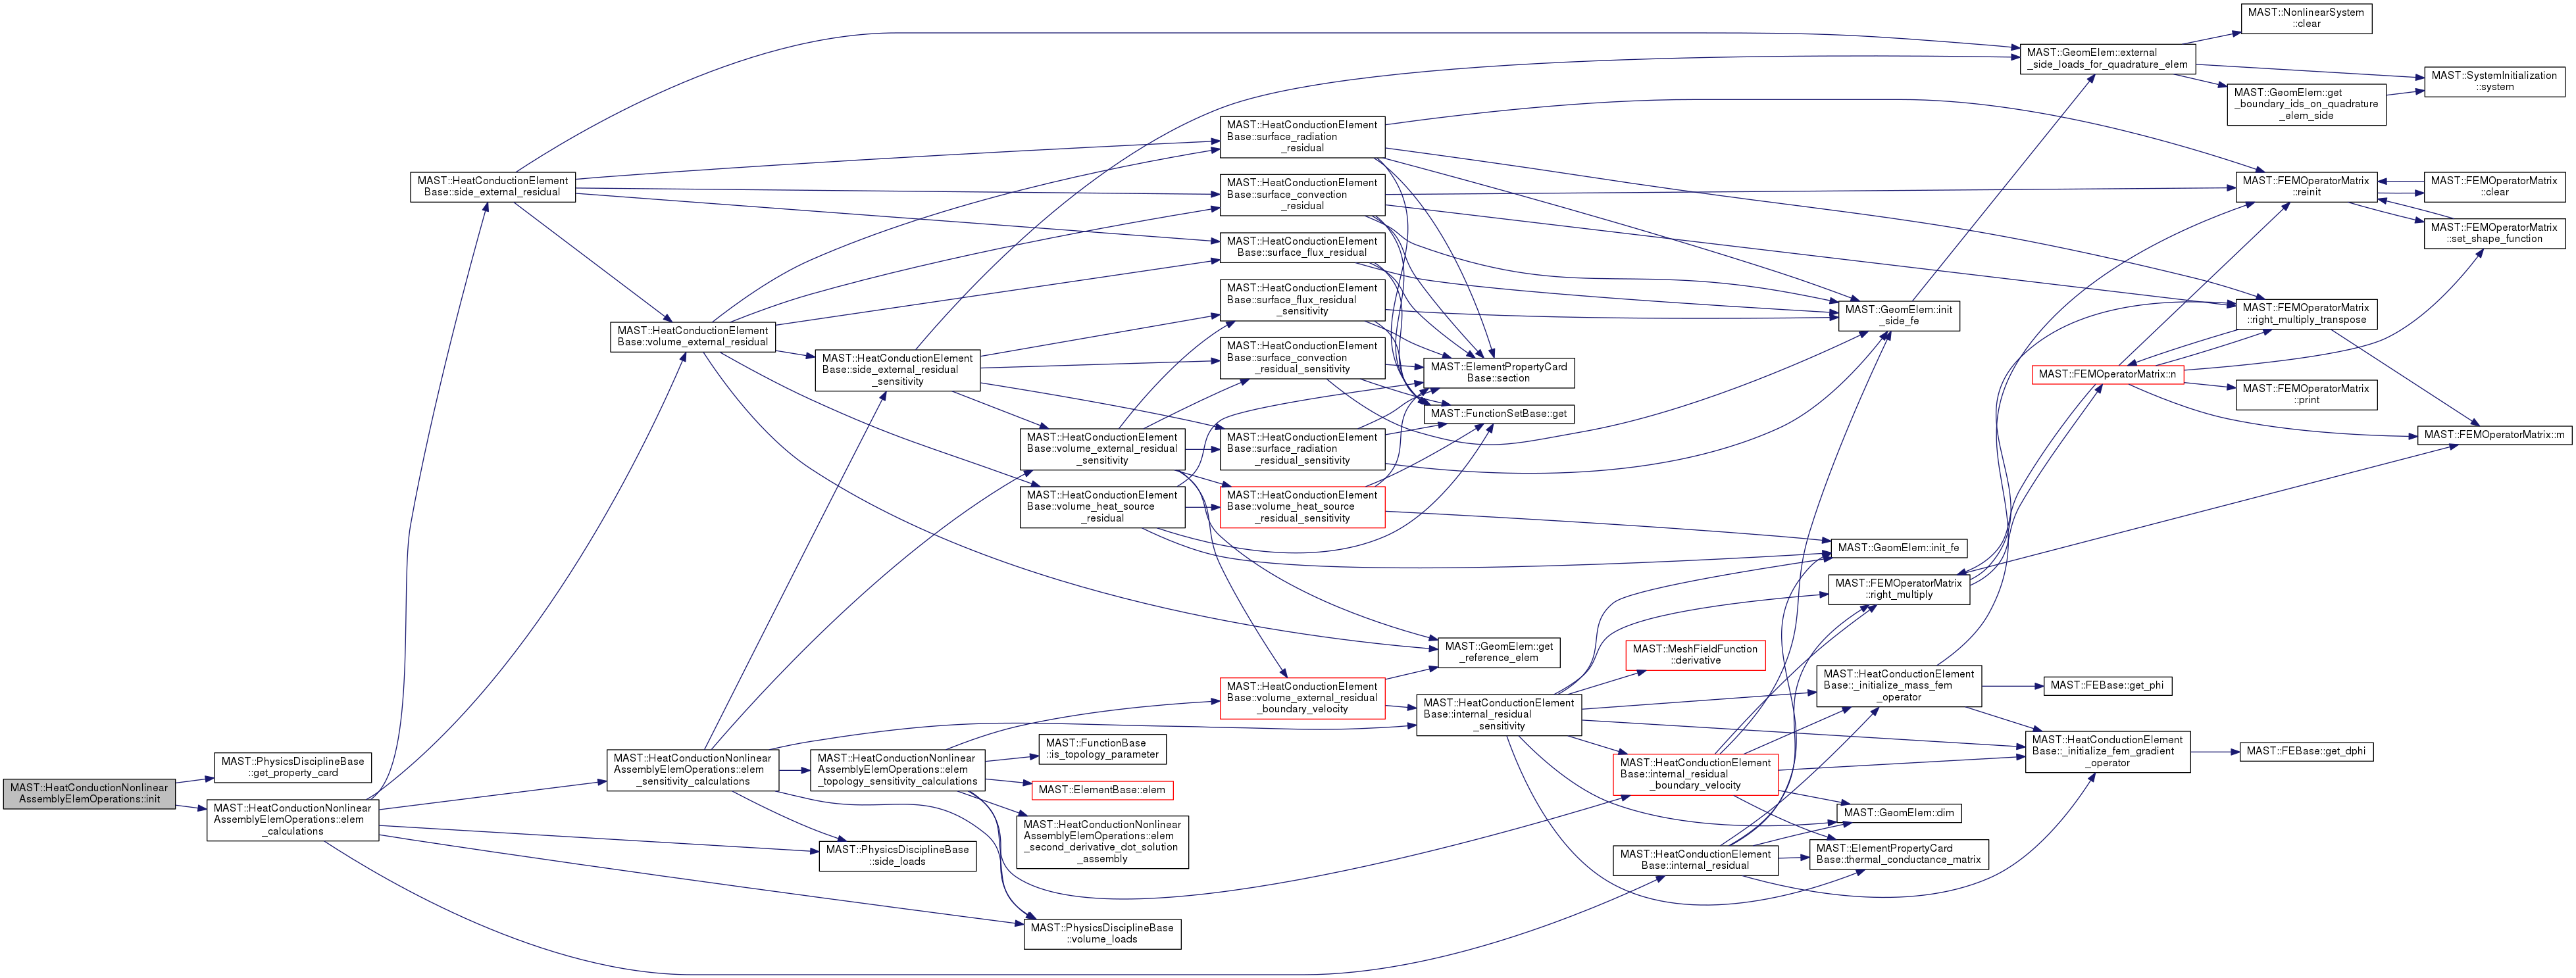 MAST::HeatConductionNonlinear
AssemblyElemOperations::init
MAST::PhysicsDisciplineBase
::get_property_card
MAST::HeatConductionNonlinear
AssemblyElemOperations::elem
_calculations
MAST::HeatConductionElement
Base::side_external_residual
MAST::HeatConductionElement
Base::volume_external_residual
MAST::HeatConductionNonlinear
AssemblyElemOperations::elem
_sensitivity_calculations
MAST::HeatConductionElement
Base::side_external_residual
_sensitivity
MAST::HeatConductionNonlinear
AssemblyElemOperations::elem
_topology_sensitivity_calculations
MAST::PhysicsDisciplineBase
::side_loads
MAST::HeatConductionElement
Base::volume_external_residual
_sensitivity
MAST::HeatConductionElement
Base::volume_heat_source
_residual
MAST::FunctionBase
::is_topology_parameter
MAST::ElementBase::elem
MAST::HeatConductionNonlinear
AssemblyElemOperations::elem
_second_derivative_dot_solution
_assembly
MAST::PhysicsDisciplineBase
::volume_loads
MAST::HeatConductionElement
Base::surface_radiation
_residual
MAST::HeatConductionElement
Base::surface_convection
_residual
MAST::HeatConductionElement
Base::surface_flux_residual
MAST::HeatConductionElement
Base::surface_flux_residual
_sensitivity
MAST::HeatConductionElement
Base::surface_convection
_residual_sensitivity
MAST::HeatConductionElement
Base::surface_radiation
_residual_sensitivity
MAST::HeatConductionElement
Base::volume_heat_source
_residual_sensitivity
MAST::HeatConductionElement
Base::volume_external_residual
_boundary_velocity
MAST::ElementPropertyCard
Base::section
MAST::FunctionSetBase::get
MAST::GeomElem::get
_reference_elem
MAST::HeatConductionElement
Base::internal_residual
_sensitivity
MAST::MeshFieldFunction
::derivative
MAST::HeatConductionElement
Base::internal_residual
_boundary_velocity
MAST::HeatConductionElement
Base::internal_residual
MAST::GeomElem::init
_side_fe
MAST::GeomElem::init_fe
MAST::FEMOperatorMatrix
::right_multiply
MAST::HeatConductionElement
Base::_initialize_mass_fem
_operator
MAST::GeomElem::dim
MAST::ElementPropertyCard
Base::thermal_conductance_matrix
MAST::GeomElem::external
_side_loads_for_quadrature_elem
MAST::FEMOperatorMatrix::n
MAST::FEBase::get_phi
MAST::HeatConductionElement
Base::_initialize_fem_gradient
_operator
MAST::NonlinearSystem
::clear
MAST::GeomElem::get
_boundary_ids_on_quadrature
_elem_side
MAST::SystemInitialization
::system
MAST::FEMOperatorMatrix
::reinit
MAST::FEMOperatorMatrix
::clear
MAST::FEMOperatorMatrix
::set_shape_function
MAST::FEMOperatorMatrix
::right_multiply_transpose
MAST::FEMOperatorMatrix
::print
MAST::FEMOperatorMatrix::m
MAST::FEBase::get_dphi